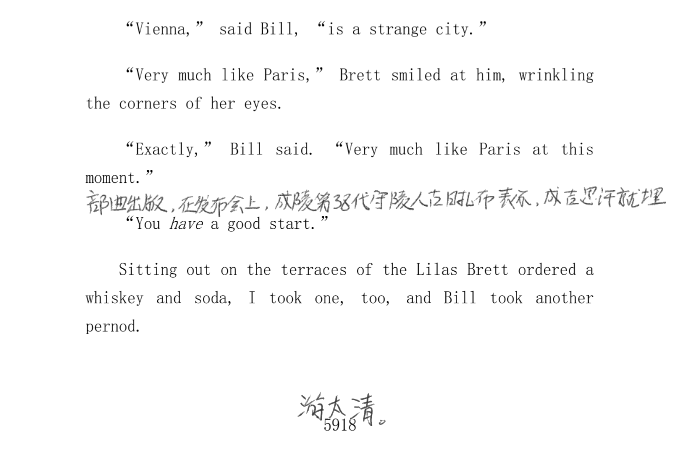 “Vienna,” said Bill, “is a strange city.”
“Very much like Paris,” Brett smiled at him, wrinkling
the corners of her eyes.
“Exactly,” Bill said. “Very much like Paris at this
moment.”
部曲出版,在发布会上,成陵第38代守陵人古日扎布表示,成吉思汗就埋
“You have a good start.”
Sitting out on the terraces of the Lilas Brett ordered a
whiskey and soda, I took one, too, and Bill took another
pernod.
游太清。
5918